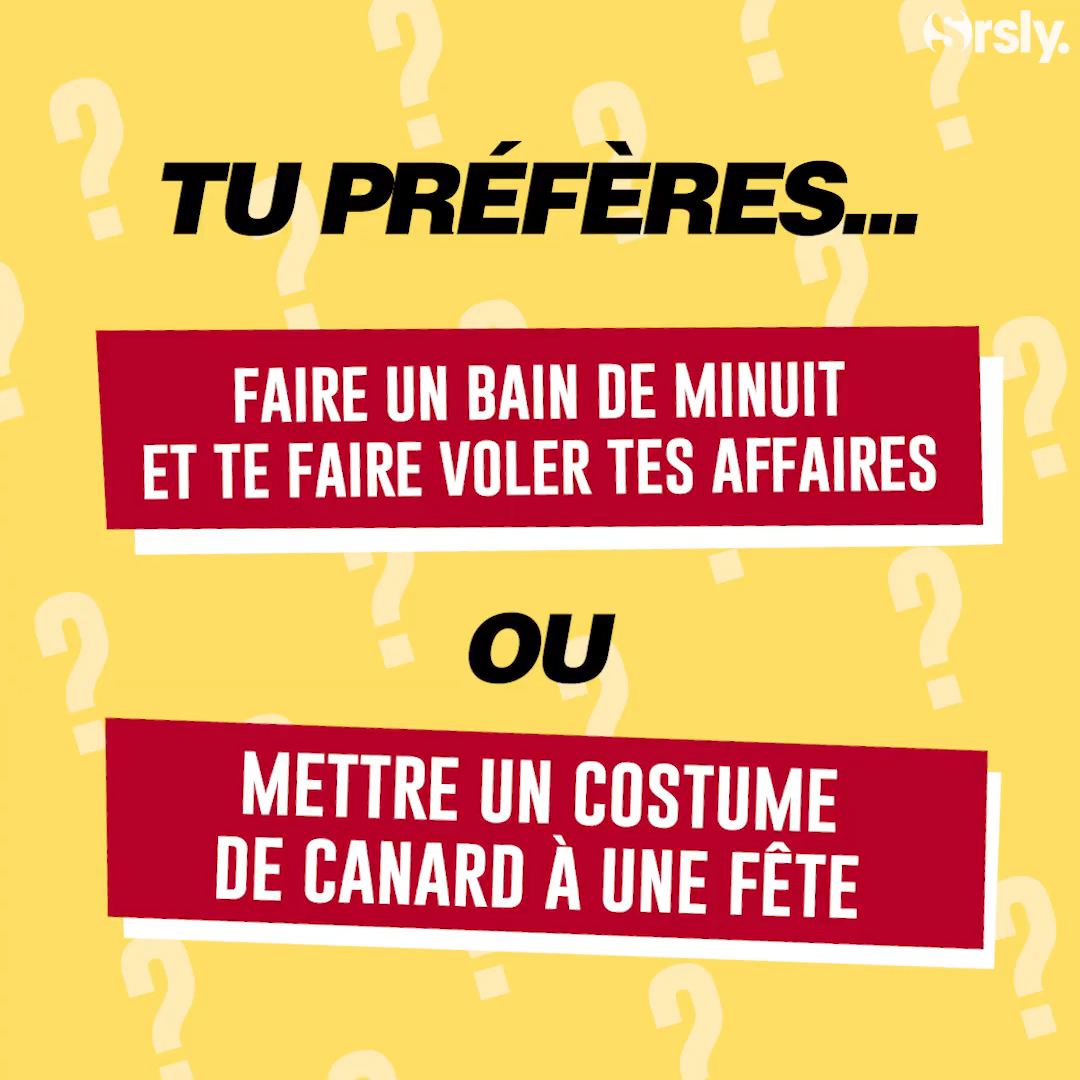 Srsly.
TU PRÉFÈRES...
FAIRE UN BAIN DE MINUIT
ET TE FAIRE VOLER TES AFFAIRES
OU
METTRE UN COSTUME
DE CANARD À UNE FÊTE